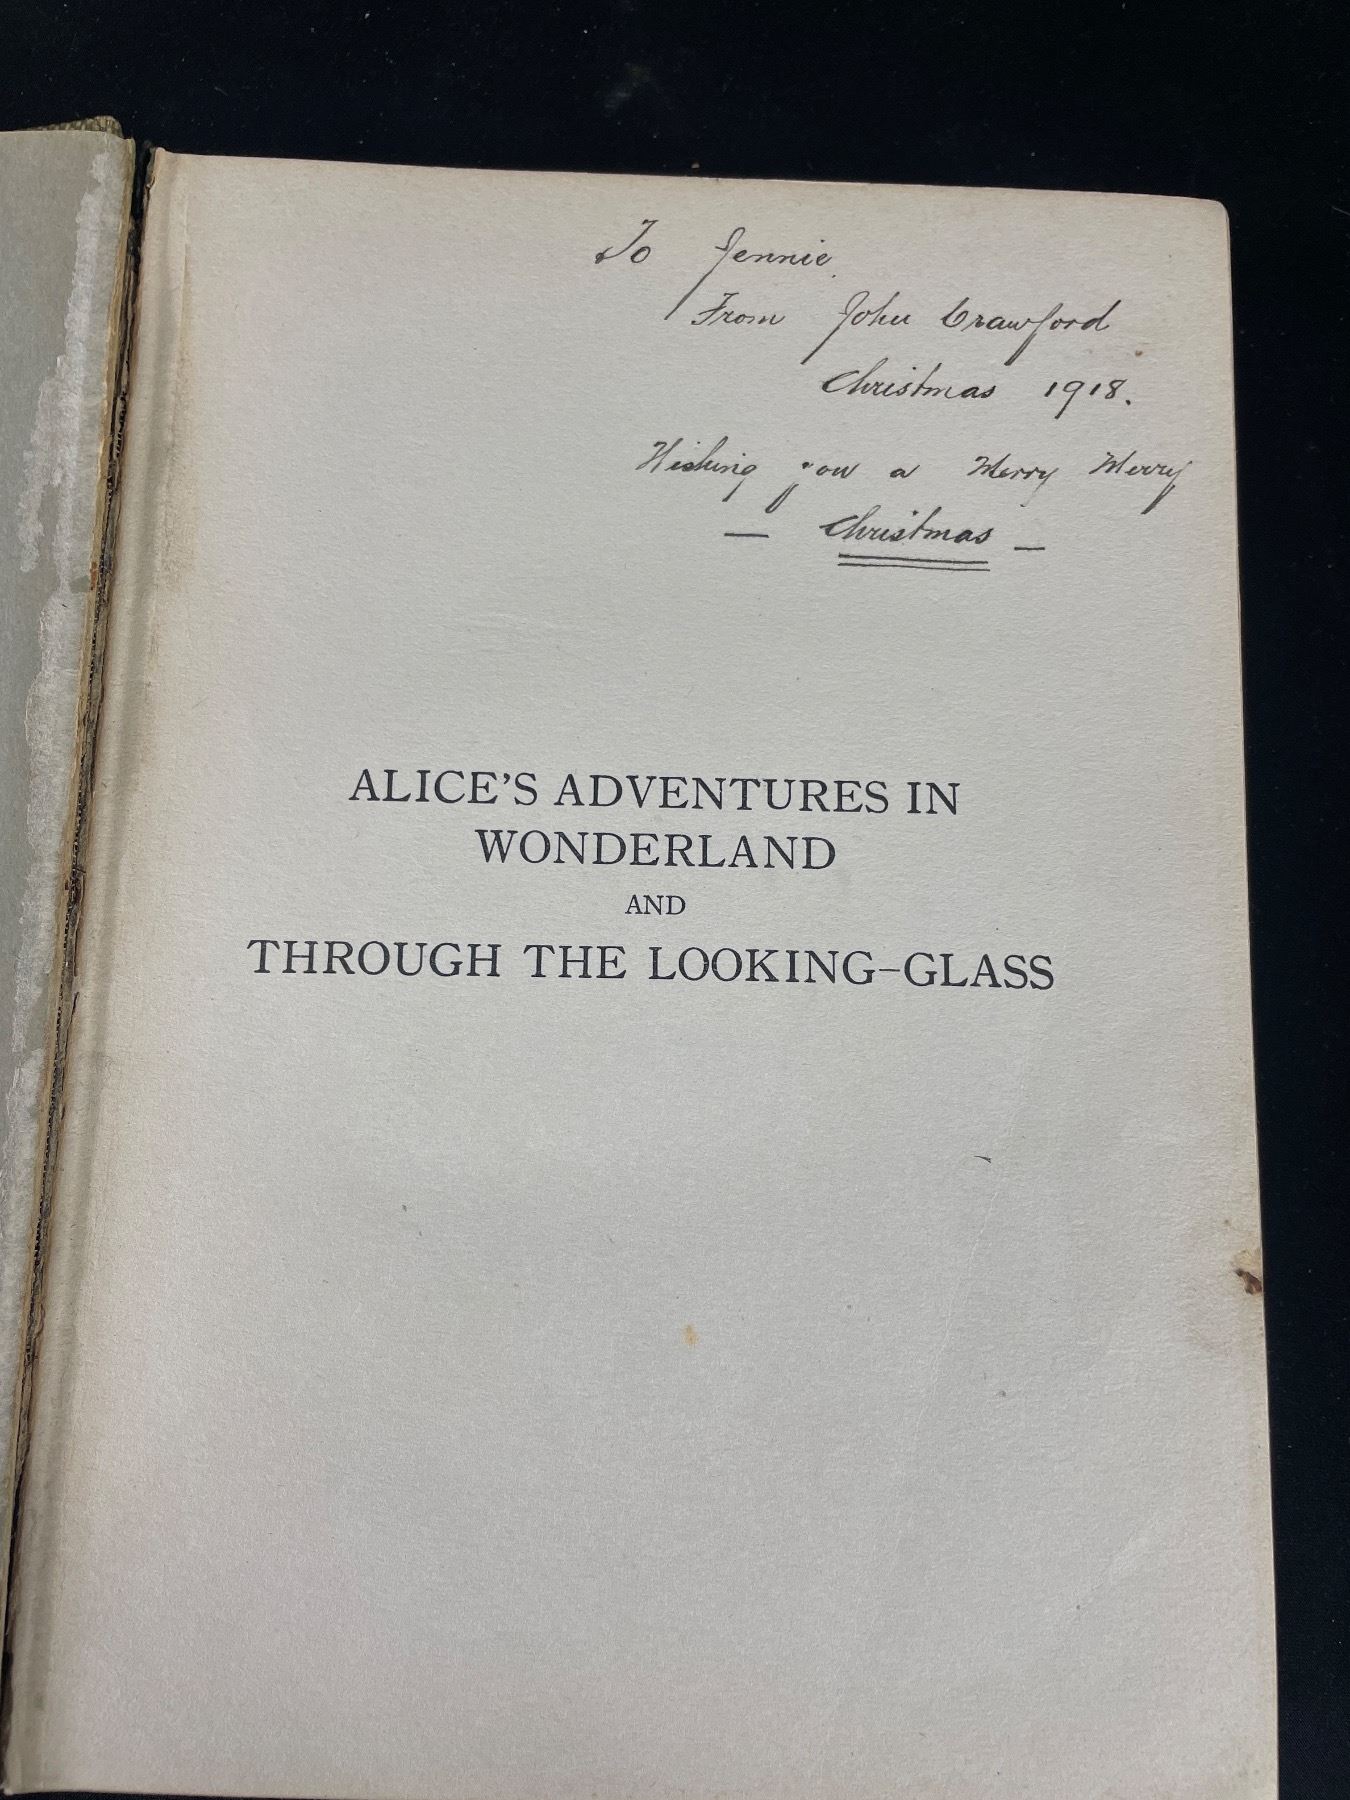 To Jennie.
From John Crawford
Christmas 1918.
Wishing you a Merry Merry
— Christmas —
ALICE'S ADVENTURES IN
WONDERLAND
AND
THROUGH THE LOOKING-GLASS